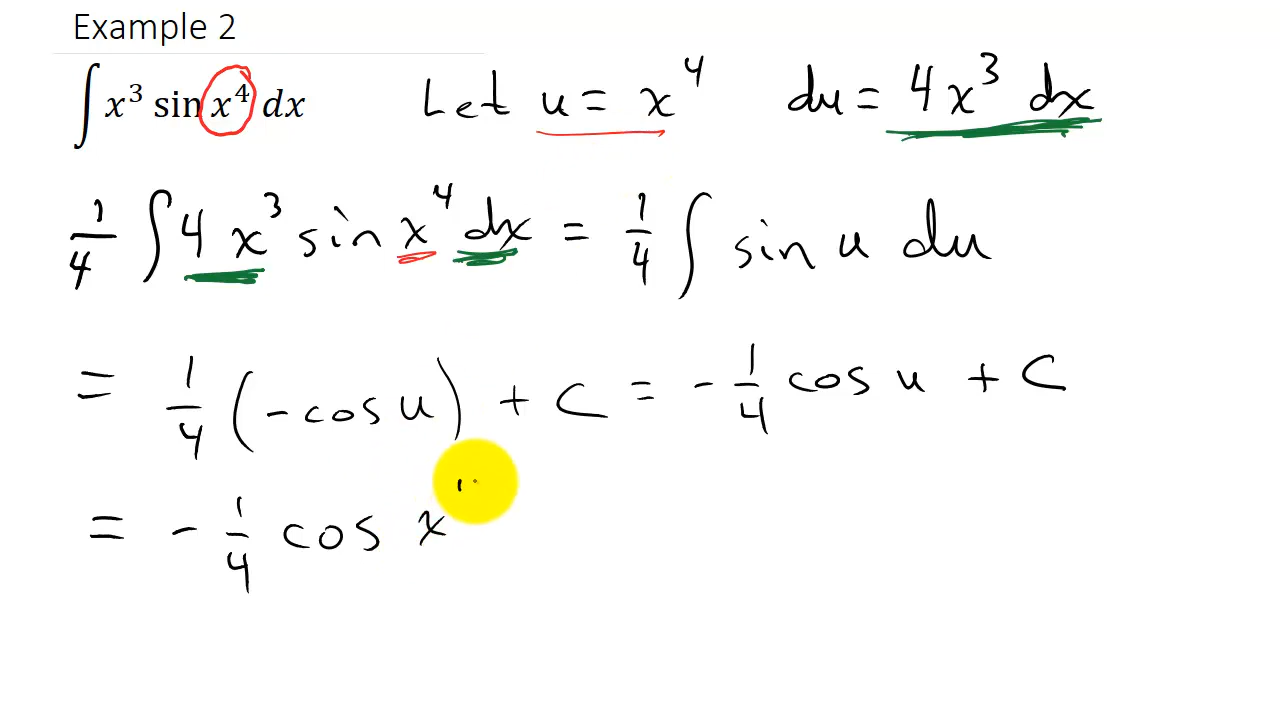 Example 2
∫ x³ sin x⁴ dx Let u = x⁴ du = 4x³ dx
1/4 ∫ 4x³ sin x⁴ dx = 1/4 ∫ sin u du
= 1/4 (-cos u) + C = -1/4 cos u + C
= -1/4 cos x